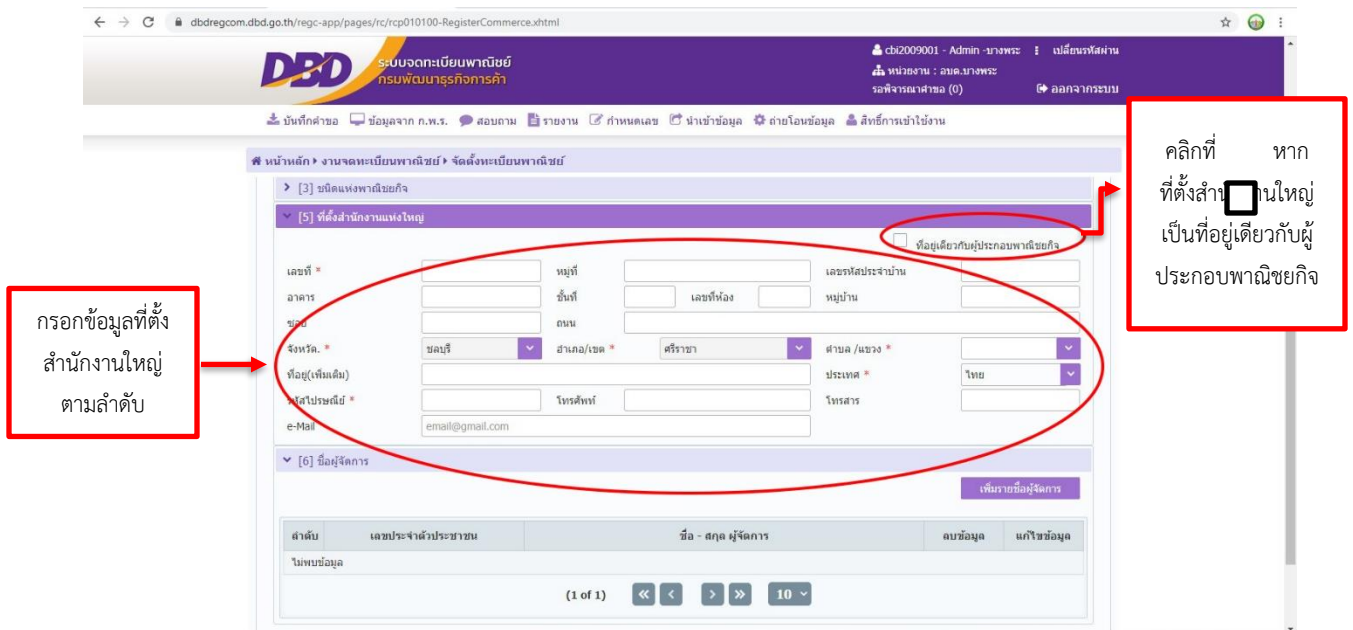 dbdregcom.dbd.go.th/regc-app/pages/rc/rcp010100-RegisterCommerce.xhtml
DBD
ระบบจดทะเบียนพาณิชย์
กรมพัฒนาธุรกิจการค้า
cbi2009001 - Admin -บางพระ
เปลี่ยนรหัสผ่าน
หน่วยงาน : อบต.บางพระ
รอพิจารณาคำขอ (0)
ออกจากระบบ
บันทึกคำขอ ข้อมูลจาก ก.พ.ร. สอบถาม รายงาน กำหนดเลข นำเข้าข้อมูล ถ่ายโอนข้อมูล สิทธิ์การเข้าใช้งาน
หน้าหลัก งานจดทะเบียนพาณิชย์ จัดตั้งทะเบียนพาณิชย์
[3] ชนิดแห่งพาณิชยกิจ
[5] ที่ตั้งสำนักงานแห่งใหญ่
ที่อยู่เดียวกับผู้ประกอบพาณิชยกิจ
เลขที่ * หมู่ที่ เลขรหัสประจำบ้าน
อาคาร ชั้นที่ เลขที่ห้อง หมู่บ้าน
ซอย ถนน
จังหวัด. * ชลบุรี อำเภอ/เขต * ศรีราชา ตำบล /แขวง *
ที่อยู่(เพิ่มเติม) ประเทศ * ไทย
รหัสไปรษณีย์ * โทรศัพท์ โทรสาร
e-Mail email@gmail.com
[6] ชื่อผู้จัดการ
เพิ่มรายชื่อผู้จัดการ
ลำดับ เลขประจำตัวประชาชน ชื่อ - สกุล ผู้จัดการ ลบข้อมูล แก้ไขข้อมูล
ไม่พบข้อมูล
(1 of 1) 10
กรอกข้อมูลที่ตั้ง
สำนักงานใหญ่
ตามลำดับ
คลิกที่ หาก
ที่ตั้งสำนักงานใหญ่
เป็นที่อยู่เดียวกับผู้
ประกอบพาณิชยกิจ